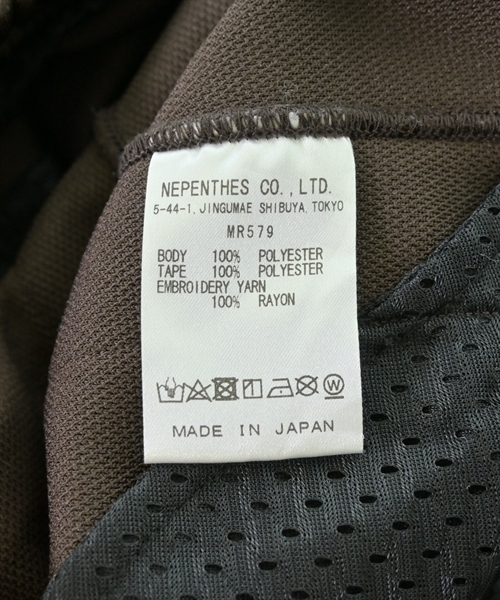 NEPENTHES CO.,LTD.
5-44-1, JINGUMAE SHIBUYA, TOKYO
MR579
BODY 100% POLYESTER
TAPE 100% POLYESTER
EMBROIDERY YARN
100% RAYON
W
MADE IN JAPAN